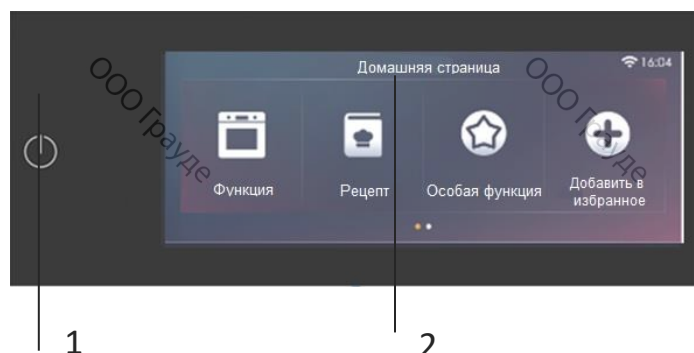 Домашняя страница
16:04
Функция
Рецепт
Особая функция
Добавить в
избранное
ООО Грауде
ООО Грауде
1
2